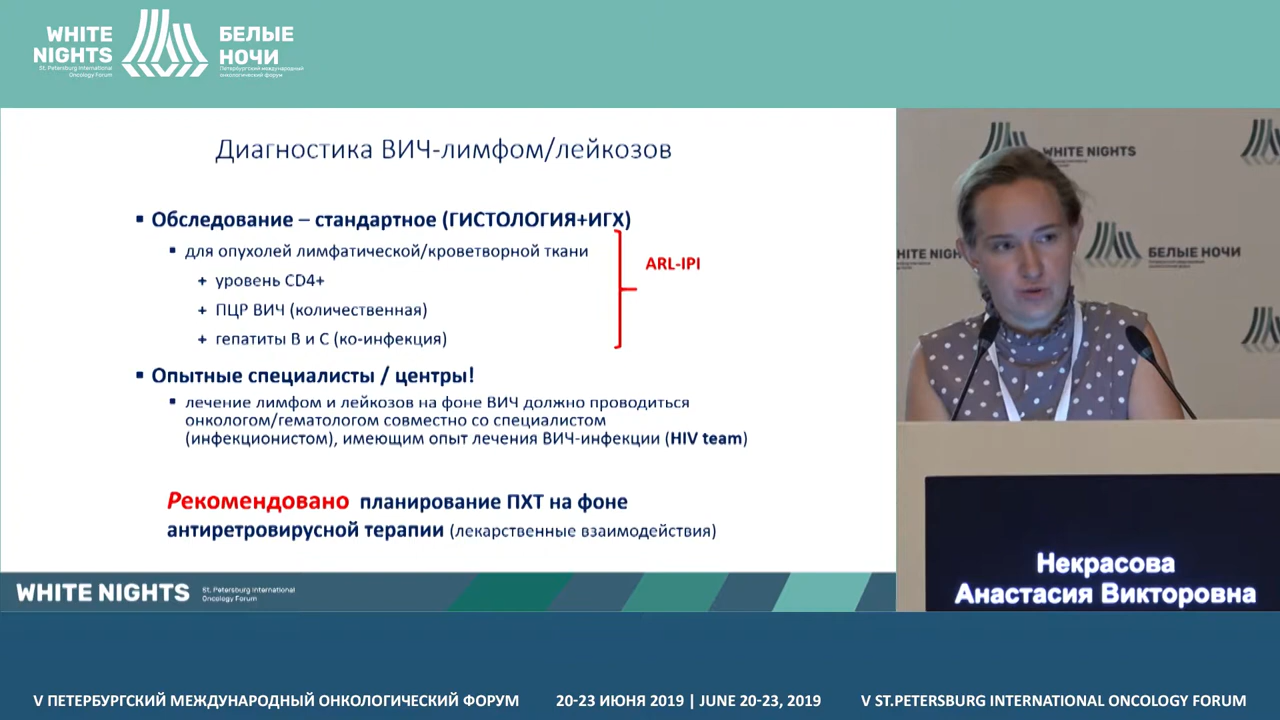 WHITE
NIGHTS
St. Petersburg International
Oncology Forum
БЕЛЫЕ
НОЧИ
Петербургский международный
онкологический форум
Диагностика ВИЧ-лимфом/лейкозов
▪ Обследование – стандартное (ГИСТОЛОГИЯ+ИГХ)
▪ для опухолей лимфатической/кроветворной ткани
+ уровень CD4+
+ ПЦР ВИЧ (количественная)
+ гепатиты В и С (ко-инфекция)
ARL-IPI
▪ Опытные специалисты / центры!
▪ лечение лимфом и лейкозов на фоне ВИЧ должно проводиться
онкологом/гематологом совместно со специалистом
(инфекционистом), имеющим опыт лечения ВИЧ-инфекции (HIV team)
Рекомендовано планирование ПХТ на фоне
антиретровирусной терапии (лекарственные взаимодействия)
WHITE NIGHTS
St. Petersburg International
Oncology Forum
WHITE NIGHTS
WHITE NIGHTS
БЕЛЫЕ НОЧИ
Некрасова
Анастасия Викторовна
V ПЕТЕРБУРГСКИЙ МЕЖДУНАРОДНЫЙ ОНКОЛОГИЧЕСКИЙ ФОРУМ
20-23 ИЮНЯ 2019 | JUNE 20-23, 2019
V ST.PETERSBURG INTERNATIONAL ONCOLOGY FORUM